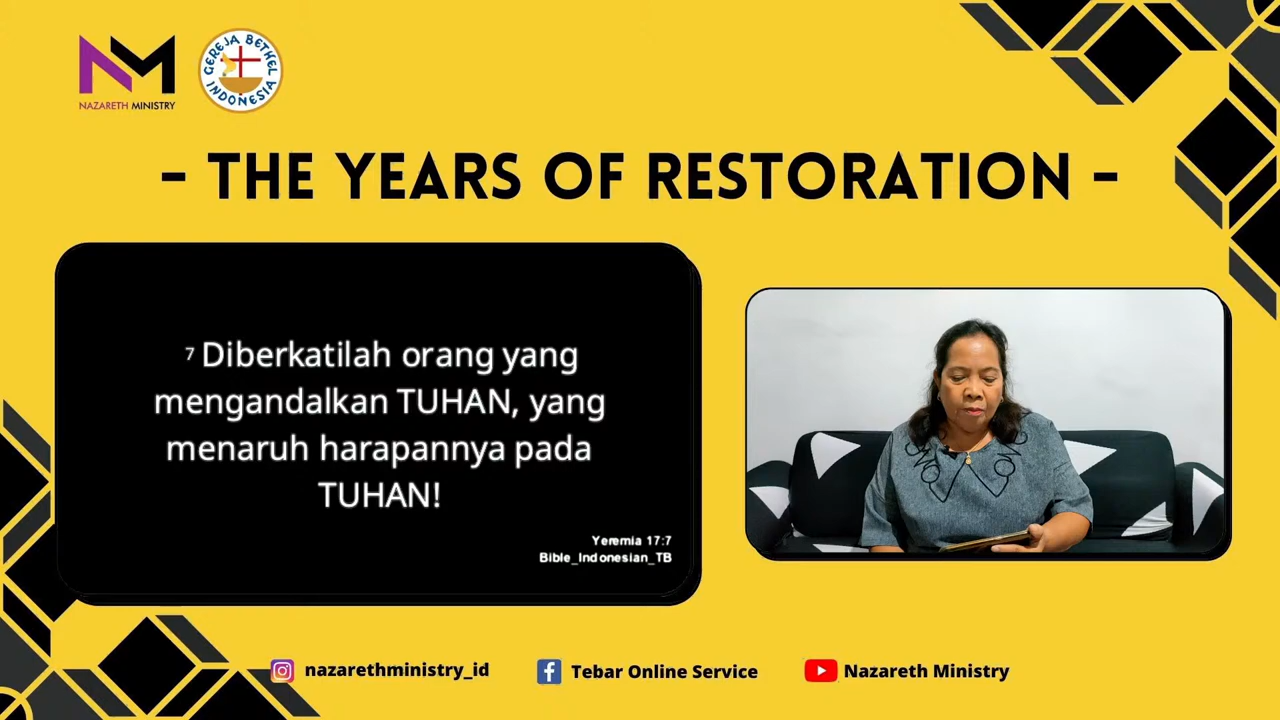 NM
NAZARETH MINISTRY
GEREJA BETHEL
INDONESIA
- THE YEARS OF RESTORATION -
7 Diberkatilah orang yang
mengandalkan TUHAN, yang
menaruh harapannya pada
TUHAN!
Yeremia 17:7
Bible_Indonesian_TB
nazarethministry_id
Tebar Online Service
Nazareth Ministry